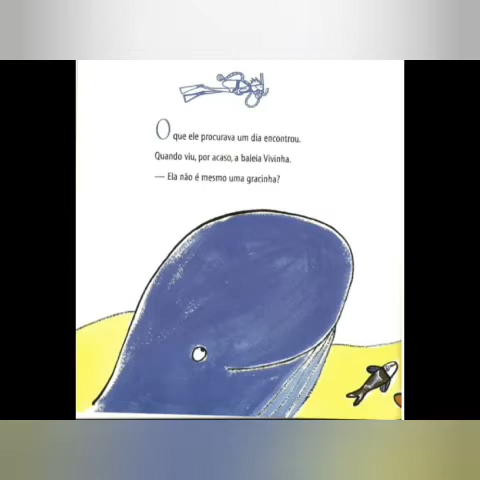 O que ele procurava um dia encontrou.
Quando viu, por acaso, a baleia Vivinha.
— Ela não é mesmo uma gracinha?